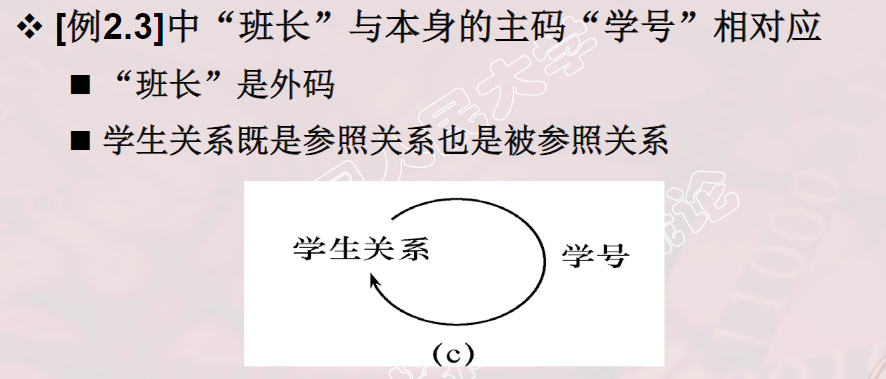 ❖ [例2.3]中“班长”与本身的主码“学号”相对应
■ “班长”是外码
■ 学生关系既是参照关系也是被参照关系
学生关系 学号
(c)